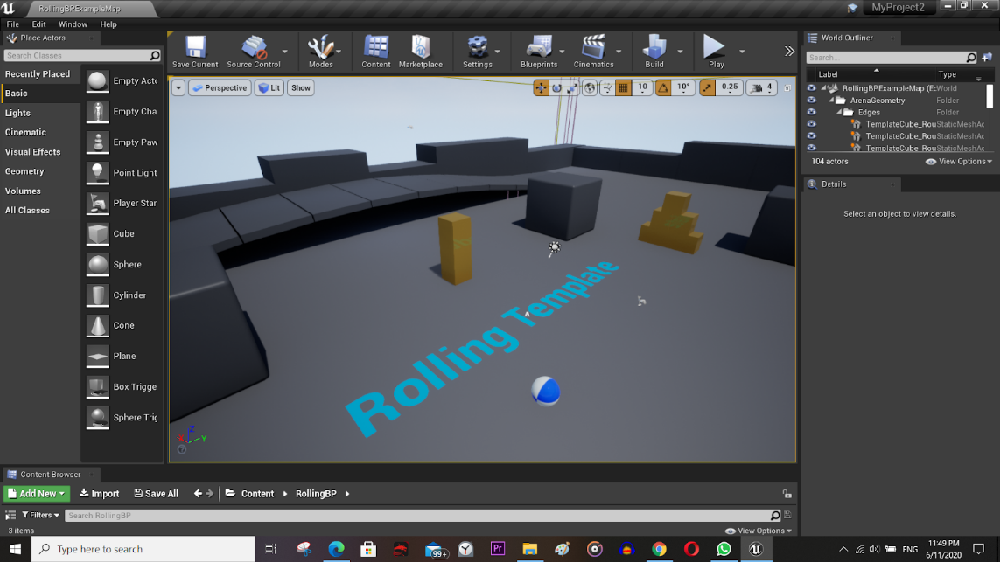 RollingBPExampleMap
MyProject2
File Edit Window Help
Place Actors
Search Classes
Recently Placed
Basic
Lights
Cinematic
Visual Effects
Geometry
Volumes
All Classes
Empty Acto
Empty Cha
Empty Paw
Point Light
Player Star
Cube
Sphere
Cylinder
Cone
Plane
Box Trigge
Sphere Trig
Save Current Source Control Modes Content Marketplace Settings Blueprints Cinematics Build Play
Perspective Lit Show
10 10° 0.25 4
Rolling Template
Z
Y
World Outliner
Search...
Label Type
RollingBPExampleMap (Ed World
ArenaGeometry Folder
Edges Folder
TemplateCube_Rou StaticMeshAc
TemplateCube_Rou StaticMeshAc
TemplateCube_Rou StaticMeshAc
104 actors View Options
Details
Select an object to view details.
Content Browser
Add New Import Save All Content RollingBP
Filters Search RollingBP
3 items View Options
Type here to search
99+
Pr
ENG
11:49 PM
6/11/2020